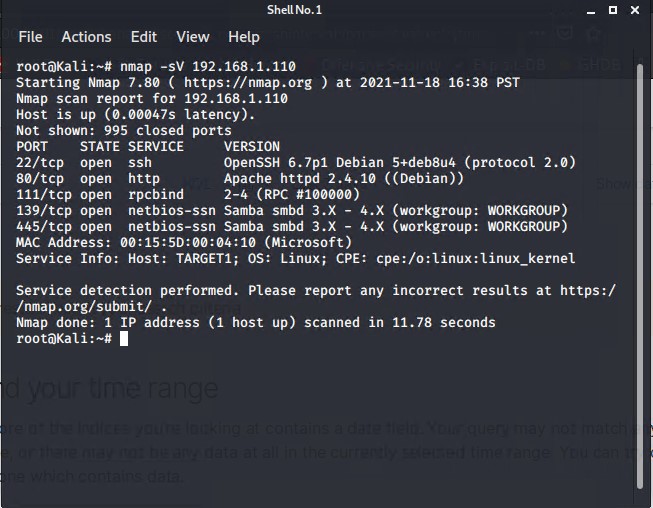 Shell No. 1
File Actions Edit View Help
root@Kali:~# nmap -sV 192.168.1.110
Starting Nmap 7.80 ( https://nmap.org ) at 2021-11-18 16:38 PST
Nmap scan report for 192.168.1.110
Host is up (0.00047s latency).
Not shown: 995 closed ports
PORT    STATE SERVICE     VERSION
22/tcp  open  ssh         OpenSSH 6.7p1 Debian 5+deb8u4 (protocol 2.0)
80/tcp  open  http        Apache httpd 2.4.10 ((Debian))
111/tcp open  rpcbind     2-4 (RPC #100000)
139/tcp open  netbios-ssn Samba smbd 3.X - 4.X (workgroup: WORKGROUP)
445/tcp open  netbios-ssn Samba smbd 3.X - 4.X (workgroup: WORKGROUP)
MAC Address: 00:15:5D:00:04:10 (Microsoft)
Service Info: Host: TARGET1; OS: Linux; CPE: cpe:/o:linux:linux_kernel

Service detection performed. Please report any incorrect results at https:/
/nmap.org/submit/ .
Nmap done: 1 IP address (1 host up) scanned in 11.78 seconds
root@Kali:~#
your time range
of the indices you're looking at contains a date field. Your query may not match
or there may not be any data at all in the currently selected time range. You can
one which contains data.